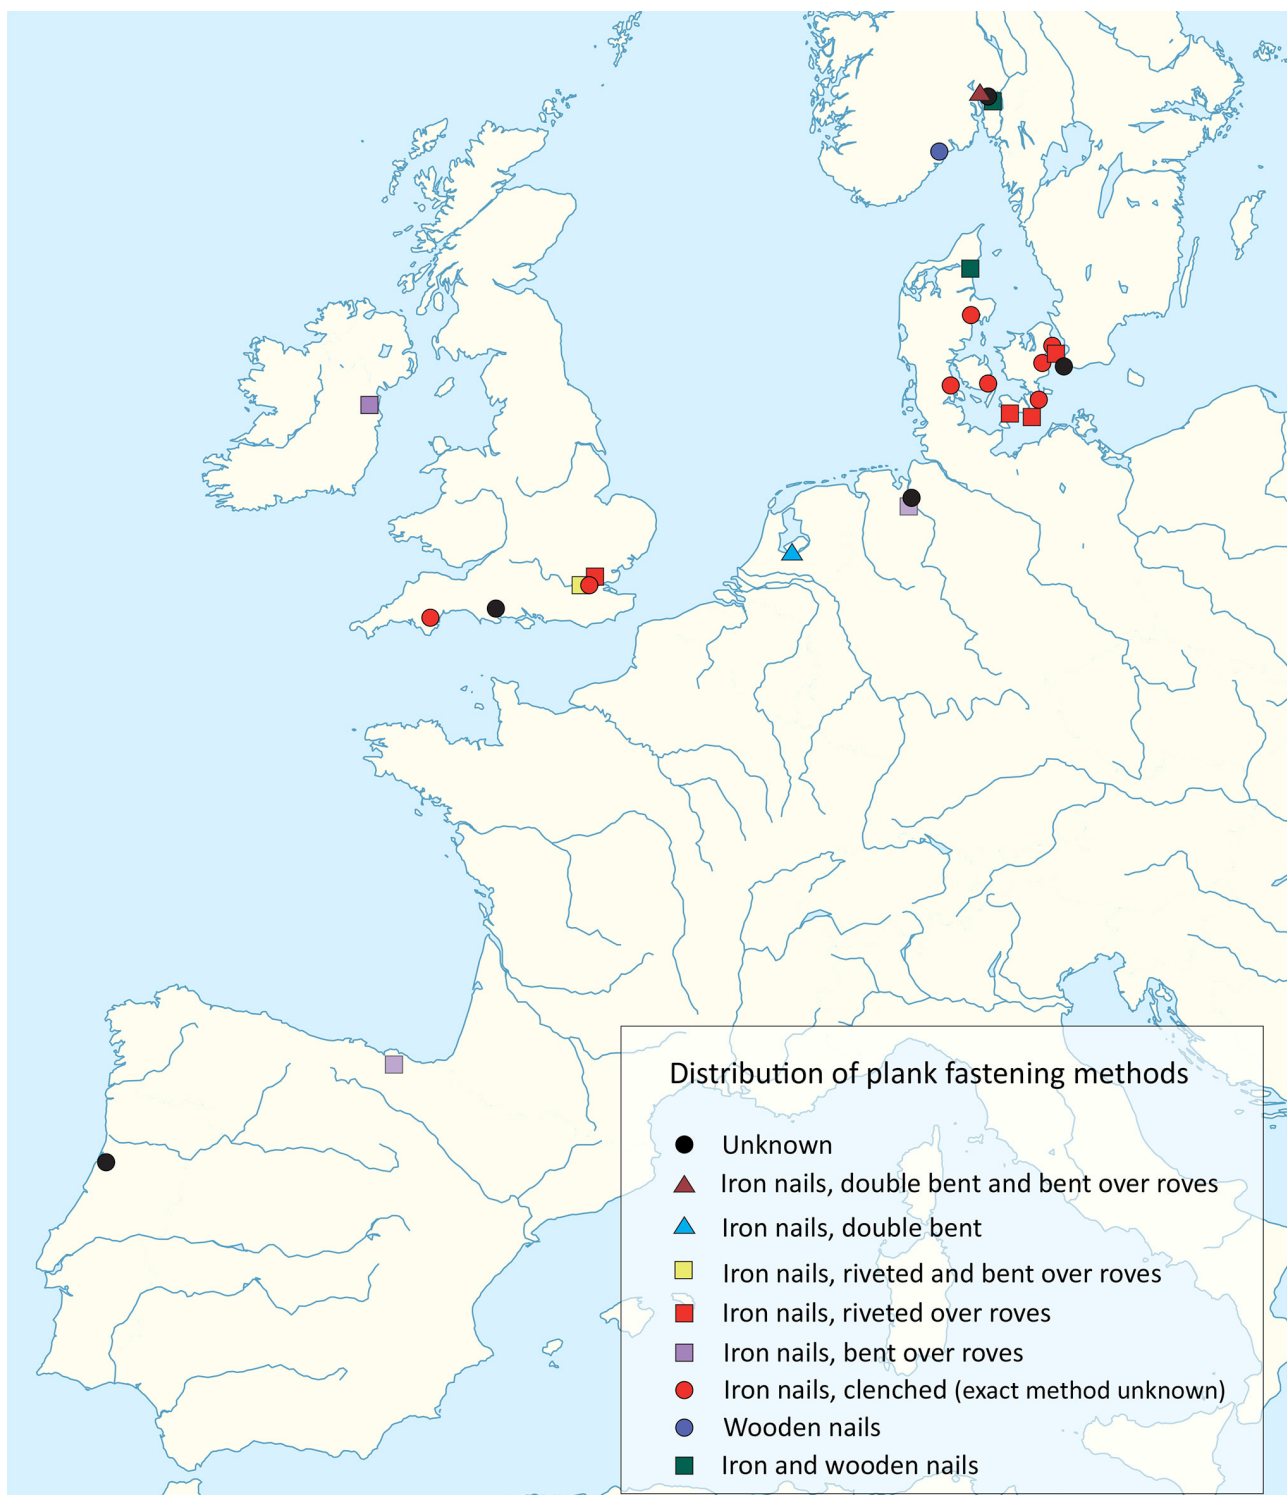 Distribution of plank fastening methods
Unknown
Iron nails, double bent and bent over roves
Iron nails, double bent
Iron nails, riveted and bent over roves
Iron nails, riveted over roves
Iron nails, bent over roves
Iron nails, clenched (exact method unknown)
Wooden nails
Iron and wooden nails